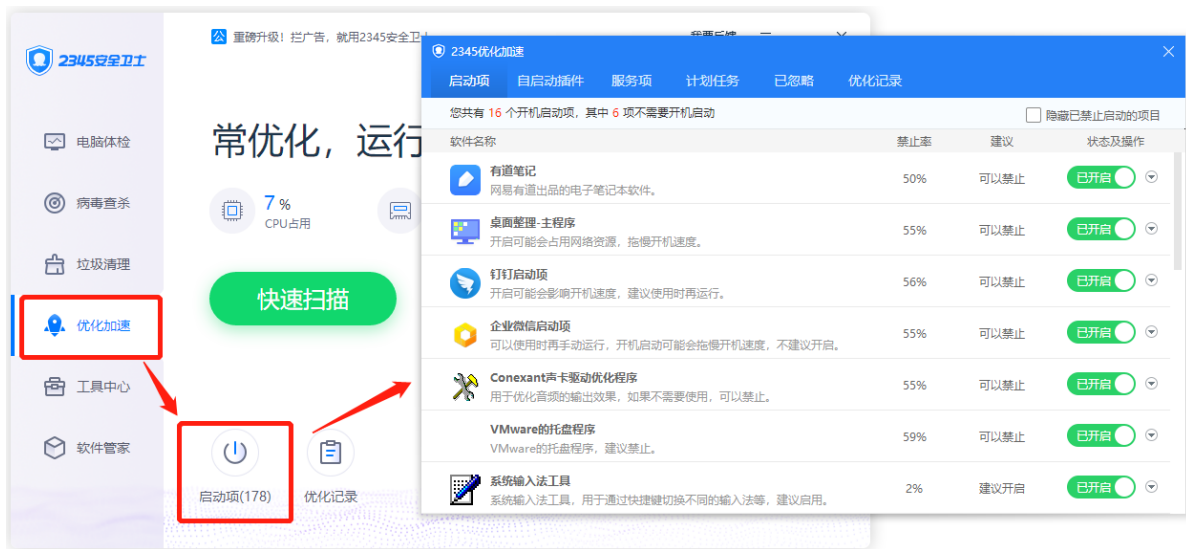 2345安全卫士
公 重磅升级！拦广告，就用2345安全卫士
我要反馈
电脑体检
病毒查杀
垃圾清理
优化加速
工具中心
软件管家
常优化，运行
7 %
CPU占用
快速扫描
启动项(178)
优化记录
2345优化加速
启动项 自启动插件 服务项 计划任务 已忽略 优化记录
您共有 16 个开机启动项，其中 6 项不需要开机启动
隐藏已禁止启动的项目
软件名称 禁止率 建议 状态及操作
有道笔记
网易有道出品的电子笔记本软件。
50% 可以禁止 已开启
桌面整理-主程序
开启可能会占用网络资源，拖慢开机速度。
55% 可以禁止 已开启
钉钉启动项
开启可能会影响开机速度，建议使用时再运行。
56% 可以禁止 已开启
企业微信启动项
可以使用时再手动运行，开机启动可能会拖慢开机速度，不建议开启。
55% 可以禁止 已开启
Conexant声卡驱动优化程序
用于优化音频的输出效果，如果不需要使用，可以禁止。
55% 可以禁止 已开启
VMware的托盘程序
VMware的托盘程序，建议禁止。
59% 可以禁止 已开启
系统输入法工具
系统输入法工具，用于通过快捷键切换不同的输入法等，建议启用。
2% 建议开启 已开启